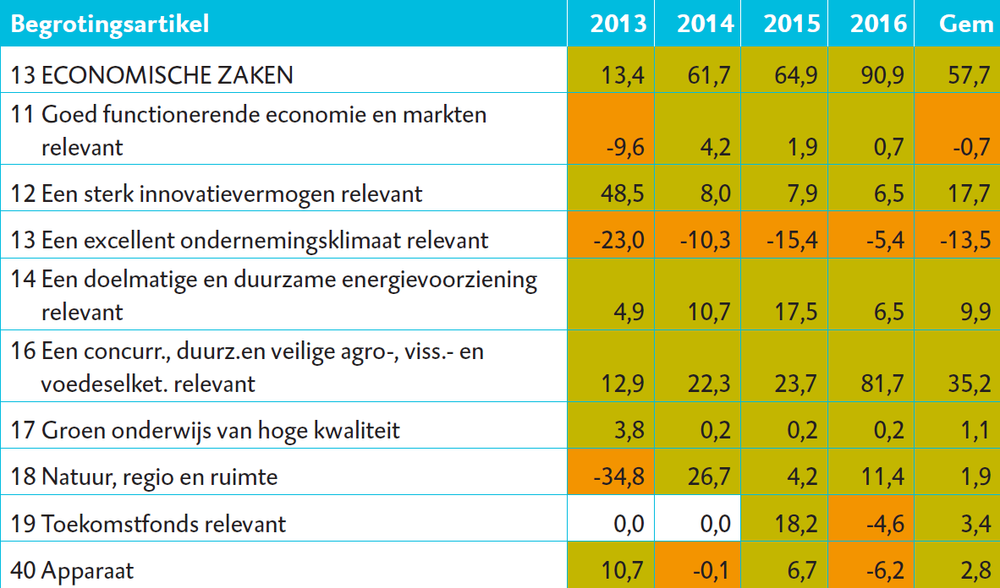 Begrotingsartikel 2013 2014 2015 2016 Gem
13 ECONOMISCHE ZAKEN 13,4 61,7 64,9 90,9 57,7
11 Goed functionerende economie en markten
relevant -9,6 4,2 1,9 0,7 -0,7
12 Een sterk innovatievermogen relevant 48,5 8,0 7,9 6,5 17,7
13 Een excellent ondernemingsklimaat relevant -23,0 -10,3 -15,4 -5,4 -13,5
14 Een doelmatige en duurzame energievoorziening
relevant 4,9 10,7 17,5 6,5 9,9
16 Een concurr., duurz.en veilige agro-, viss.- en
voedeselket. relevant 12,9 22,3 23,7 81,7 35,2
17 Groen onderwijs van hoge kwaliteit 3,8 0,2 0,2 0,2 1,1
18 Natuur, regio en ruimte -34,8 26,7 4,2 11,4 1,9
19 Toekomstfonds relevant 0,0 0,0 18,2 -4,6 3,4
40 Apparaat 10,7 -0,1 6,7 -6,2 2,8